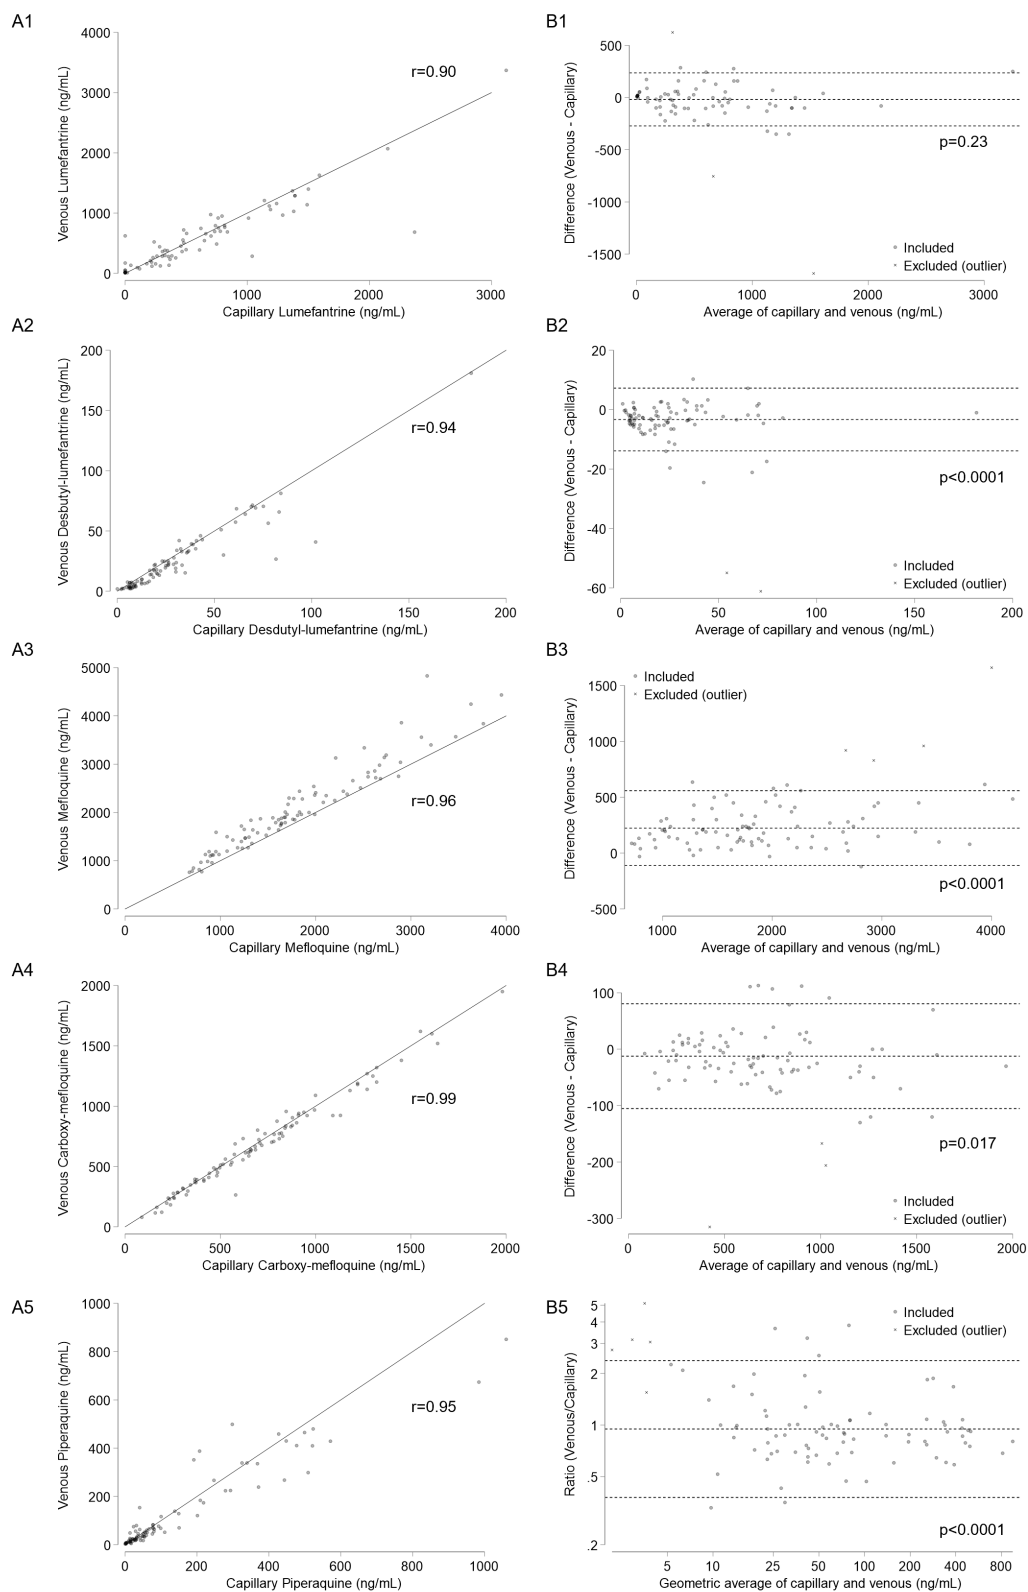 A1
4000
3000
2000
1000
0
Venous Lumefantrine (ng/mL)
r=0.90
0 1000 2000 3000
Capillary Lumefantrine (ng/mL)
B1
500
0
-500
-1000
-1500
Difference (Venous - Capillary)
p=0.23
Included
Excluded (outlier)
0 1000 2000 3000
Average of capillary and venous (ng/mL)
A2
200
150
100
50
0
Venous Desbutyl-lumefantrine (ng/mL)
r=0.94
0 50 100 150 200
Capillary Desdutyl-lumefantrine (ng/mL)
B2
20
0
-20
-40
-60
Difference (Venous - Capillary)
p<0.0001
Included
Excluded (outlier)
0 50 100 150 200
Average of capillary and venous (ng/mL)
A3
5000
4000
3000
2000
1000
0
Venous Mefloquine (ng/mL)
r=0.96
0 1000 2000 3000 4000
Capillary Mefloquine (ng/mL)
B3
Included
Excluded (outlier)
1500
1000
500
0
-500
Difference (Venous - Capillary)
p<0.0001
1000 2000 3000 4000
Average of capillary and venous (ng/mL)
A4
2000
1500
1000
500
0
Venous Carboxy-mefloquine (ng/mL)
r=0.99
0 500 1000 1500 2000
Capillary Carboxy-mefloquine (ng/mL)
B4
100
0
-100
-200
-300
Difference (Venous - Capillary)
p=0.017
Included
Excluded (outlier)
0 500 1000 1500 2000
Average of capillary and venous (ng/mL)
A5
1000
800
600
400
200
0
Venous Piperaquine (ng/mL)
r=0.95
0 200 400 600 800 1000
Capillary Piperaquine (ng/mL)
B5
5
4
3
2
1
.5
.2
Ratio (Venous/Capillary)
Included
Excluded (outlier)
p<0.0001
5 10 25 50 100 200 400 800
Geometric average of capillary and venous (ng/mL)